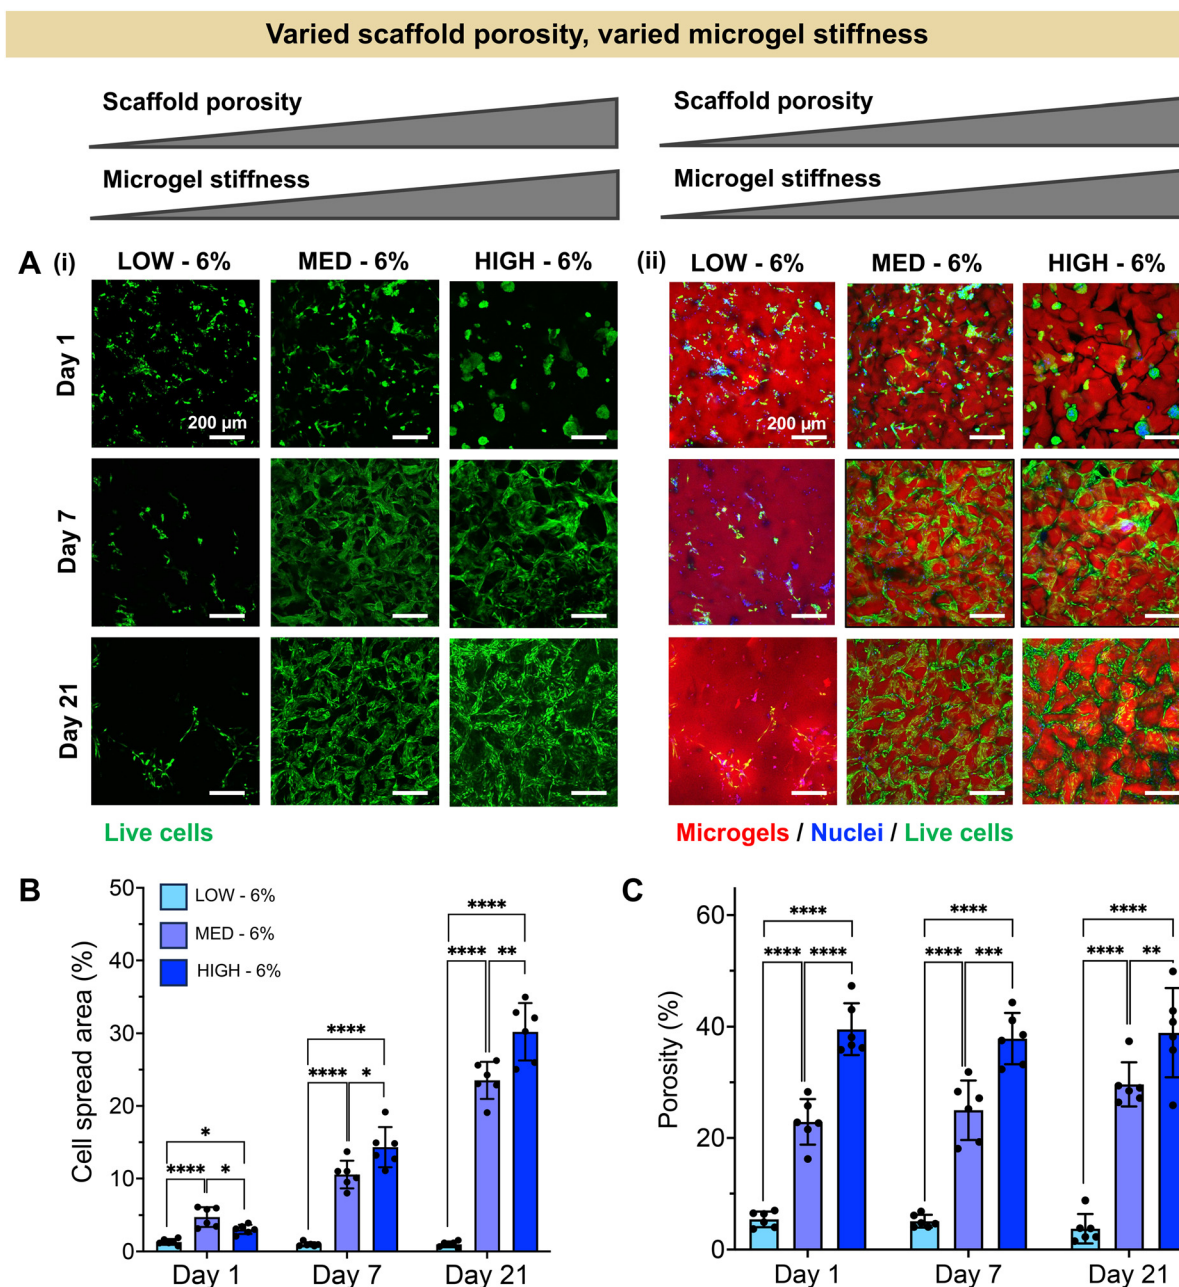 Varied scaffold porosity, varied microgel stiffness
Scaffold porosity
Microgel stiffness
Scaffold porosity
Microgel stiffness
A (i) LOW - 6% MED - 6% HIGH - 6%
(ii) LOW - 6% MED - 6% HIGH - 6%
Day 1
200 μm
200 μm
Day 7
Day 21
Live cells
Microgels / Nuclei / Live cells
B
Cell spread area (%)
50
40
30
20
10
0
LOW - 6%
MED - 6%
HIGH - 6%
* **** *
**** **** *
**** **** **
Day 1 Day 7 Day 21
C
Porosity (%)
60
40
20
0
**** **** ****
**** **** ***
**** **** **
Day 1 Day 7 Day 21